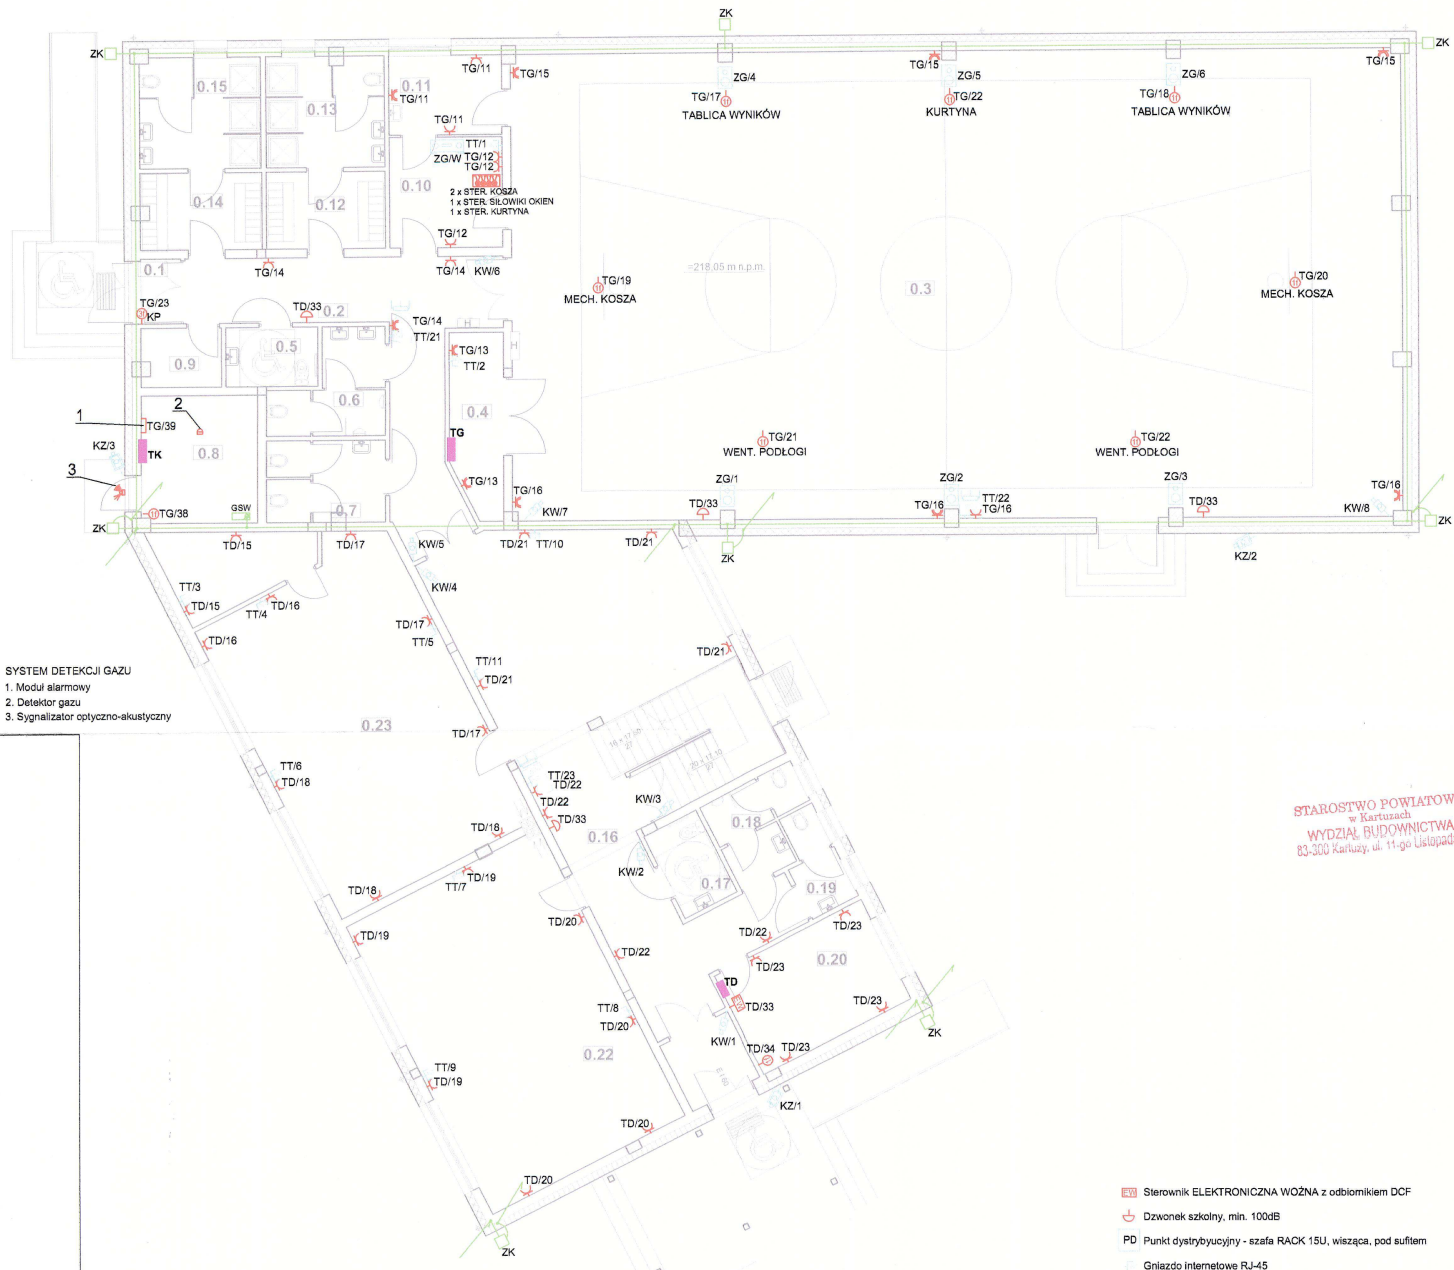 ZK
ZK
ZK
TG/11
TG/15
0.15
0.13
0.11
TG/11
TG/11
TT/1
ZG/W
TG/12
TG/12
0.10
2 x STER. KOSZA
1 x STER. SIŁOWIKI OKIEN
1 x STER. KURTYNA
0.14
0.12
TG/12
TG/14
TG/14
KW/6
0.1
TG/23
KP
TD/33
0.2
TG/14
TT/21
ZG/4
TG/17
TABLICA WYNIKÓW
TG/15
ZG/5
TG/22
KURTYNA
ZG/6
TG/18
TABLICA WYNIKÓW
TG/15
=218,05 m n.p.m.
TG/19
MECH. KOSZA
0.3
TG/20
MECH. KOSZA
H
H
0.9
0.5
0.6
TG/13
TT/2
0.4
1
2
TG/39
KZ/3
TK
0.8
TG
3
TG/38
GSW
ZK
0.7
TG/13
TG/16
KW/7
TG/21
WENT. PODŁOGI
TG/22
WENT. PODŁOGI
ZG/1
TD/33
ZG/2
TT/22
TG/16
TG/16
ZG/3
TD/33
TG/16
KW/8
ZK
ZK
KZ/2
TD/15
TD/17
KW/5
TD/21
TT/10
TD/21
KW/4
TT/3
TD/15
TT/4
TD/16
TD/16
TD/17
TT/5
TD/21
TT/11
TD/21
SYSTEM DETEKCJI GAZU
1. Moduł alarmowy
2. Detektor gazu
3. Sygnalizator optyczno-akustyczny
0.23
TD/17
TT/6
TD/18
TT/23
TD/22
TD/22
TD/33
TD/18
KW/3
0.16
0.18
KW/2
0.17
0.19
TD/18
TT/7
TD/19
TD/19
TD/20
TD/22
TD/22
TD/23
TD/23
0.20
TD
TD/33
TD/23
TT/8
TD/20
KW/1
TD/34
TD/23
ZK
0.22
TT/9
TD/19
KZ/1
TD/20
TD/20
ZK
STAROSTWO POWIATOW
w Kartuzach
WYDZIAŁ BUDOWNICTWA
83-300 Kartuzy, ul. 11-go Listopad
EW Sterownik ELEKTRONICZNA WOŹNA z odbiornikiem DCF
Dzwonek szkolny, min. 100dB
PD Punkt dystrybyucyjny - szafa RACK 15U, wisząca, pod sufitem
Gniazdo internetowe RJ-45